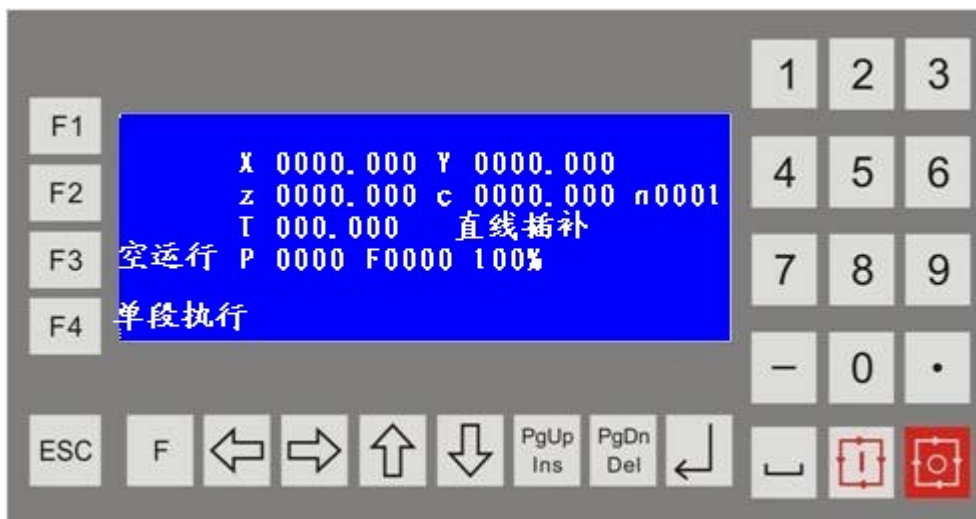 1 2 3
F1
X 0000.000 Y 0000.000
F2
z 0000.000 c 0000.000 n0001
4 5 6
T 000.000 直线插补
F3
空运行 P 0000 F0000 100%
7 8 9
F4
单段执行
- 0 .
ESC F PgUp Ins PgDn Del